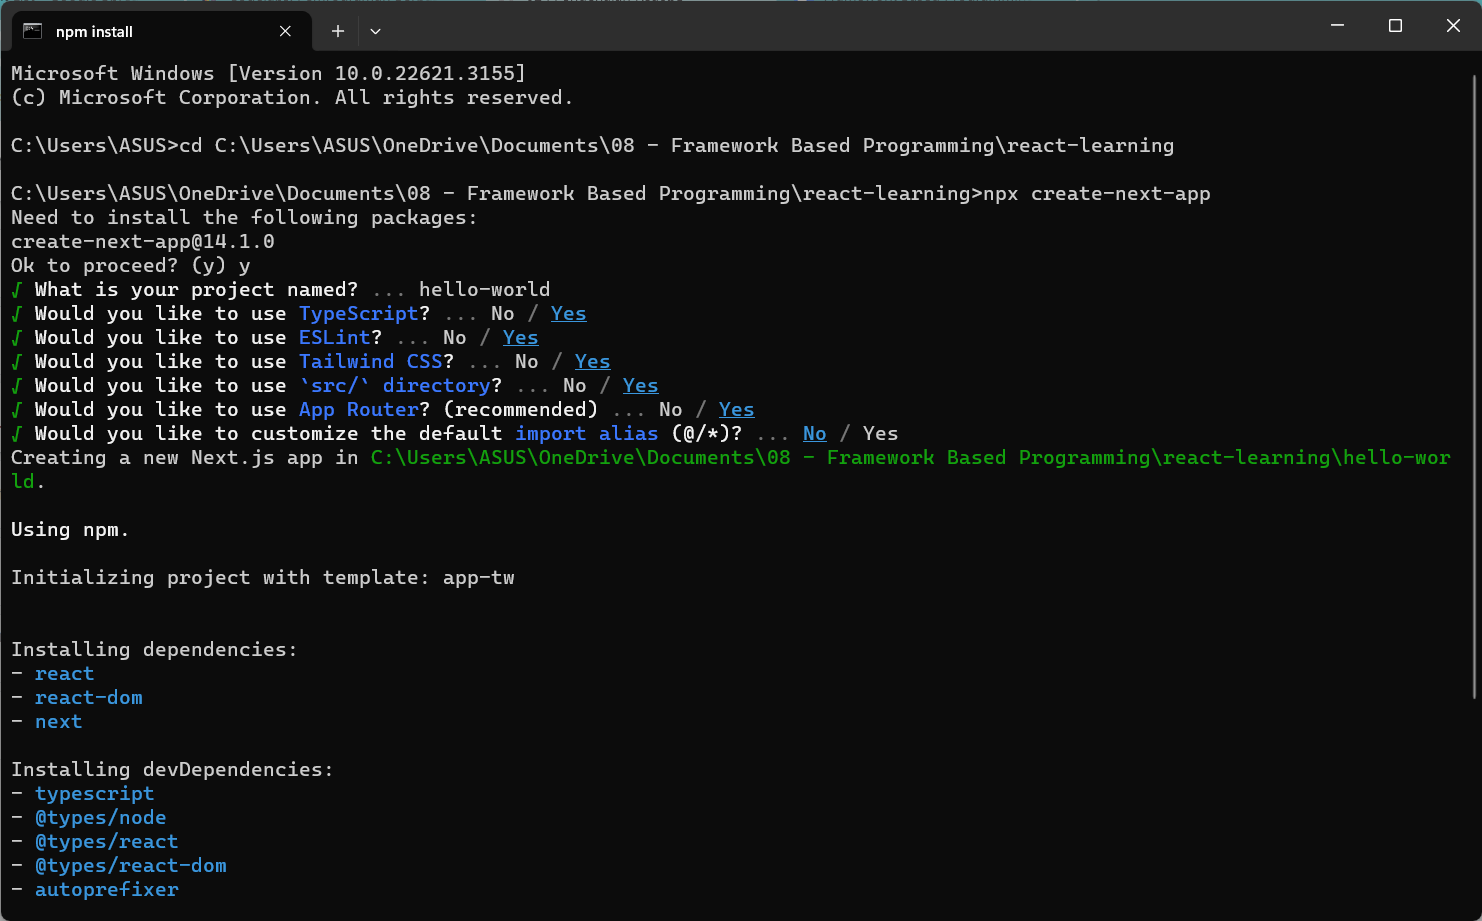 npm install
Microsoft Windows [Version 10.0.22621.3155]
(c) Microsoft Corporation. All rights reserved.
C:\Users\ASUS>cd C:\Users\ASUS\OneDrive\Documents\08 - Framework Based Programming\react-learning
C:\Users\ASUS\OneDrive\Documents\08 - Framework Based Programming\react-learning>npx create-next-app
Need to install the following packages:
create-next-app@14.1.0
Ok to proceed? (y) y
√ What is your project named? ... hello-world
√ Would you like to use TypeScript? ... No / Yes
√ Would you like to use ESLint? ... No / Yes
√ Would you like to use Tailwind CSS? ... No / Yes
√ Would you like to use `src/` directory? ... No / Yes
√ Would you like to use App Router? (recommended) ... No / Yes
√ Would you like to customize the default import alias (@/*)? ... No / Yes
Creating a new Next.js app in C:\Users\ASUS\OneDrive\Documents\08 - Framework Based Programming\react-learning\hello-wor
ld.
Using npm.
Initializing project with template: app-tw
Installing dependencies:
- react
- react-dom
- next
Installing devDependencies:
- typescript
- @types/node
- @types/react
- @types/react-dom
- autoprefixer